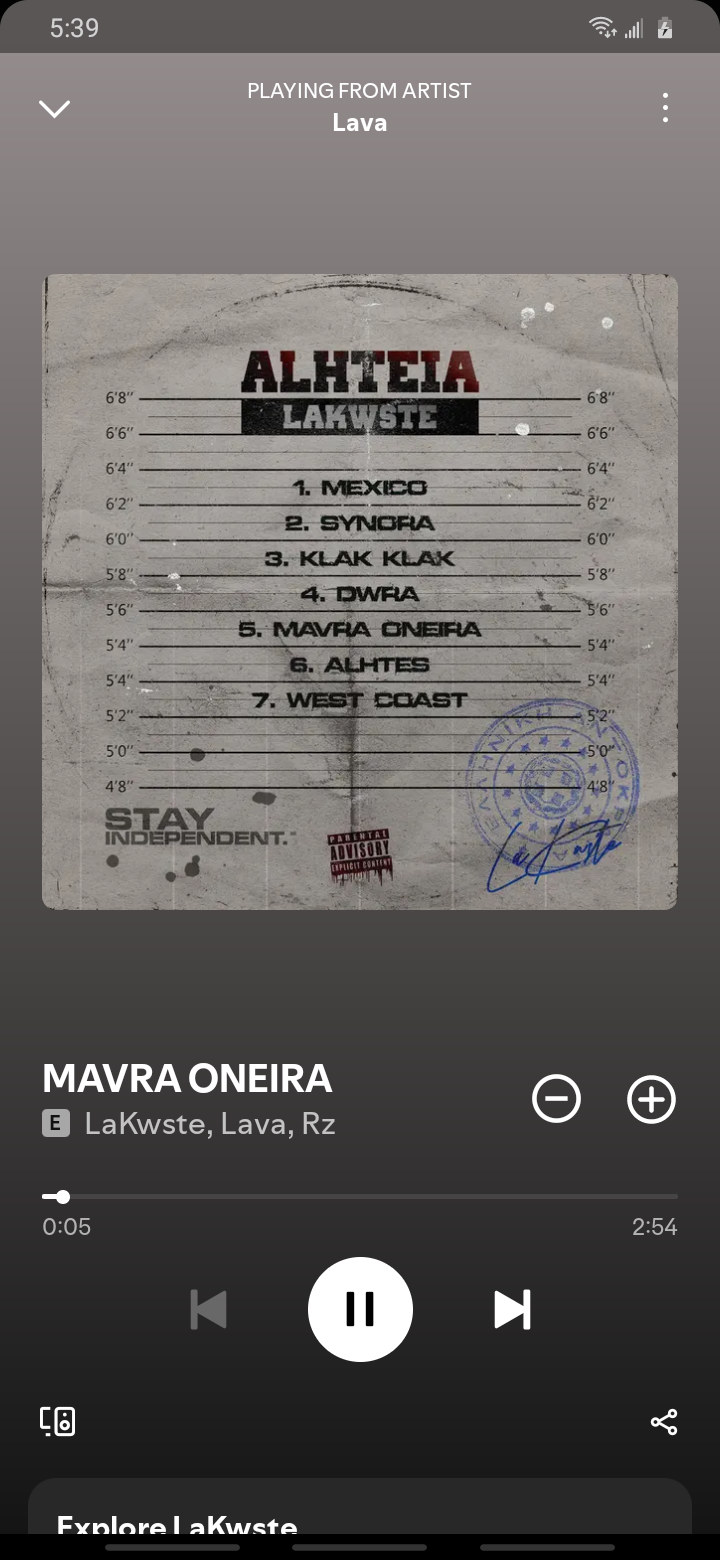 5:39
PLAYING FROM ARTIST
Lava
ALHTEIA
LAKWSTE
6'8" 6'8"
6'6" 6'6"
6'4" 6'4"
1. MEXICO
6'2" 6'2"
2. SYNORA
6'0" 6'0"
3. KLAK KLAK
5'8" 5'8"
4. DWRA
5'6" 5'6"
5. MAVRA ONEIRA
5'4" 5'4"
6. ALHTES
5'4" 5'4"
7. WEST COAST
5'2" 5'2"
5'0" 5'0"
4'8" 4'8"
STAY
INDEPENDENT.
PARENTAL
ADVISORY
EXPLICIT CONTENT
ΕΛΛΗΝΙΚΗ
LaKwste
MAVRA ONEIRA
E LaKwste, Lava, Rz
0:05 2:54
Explore LaKwste